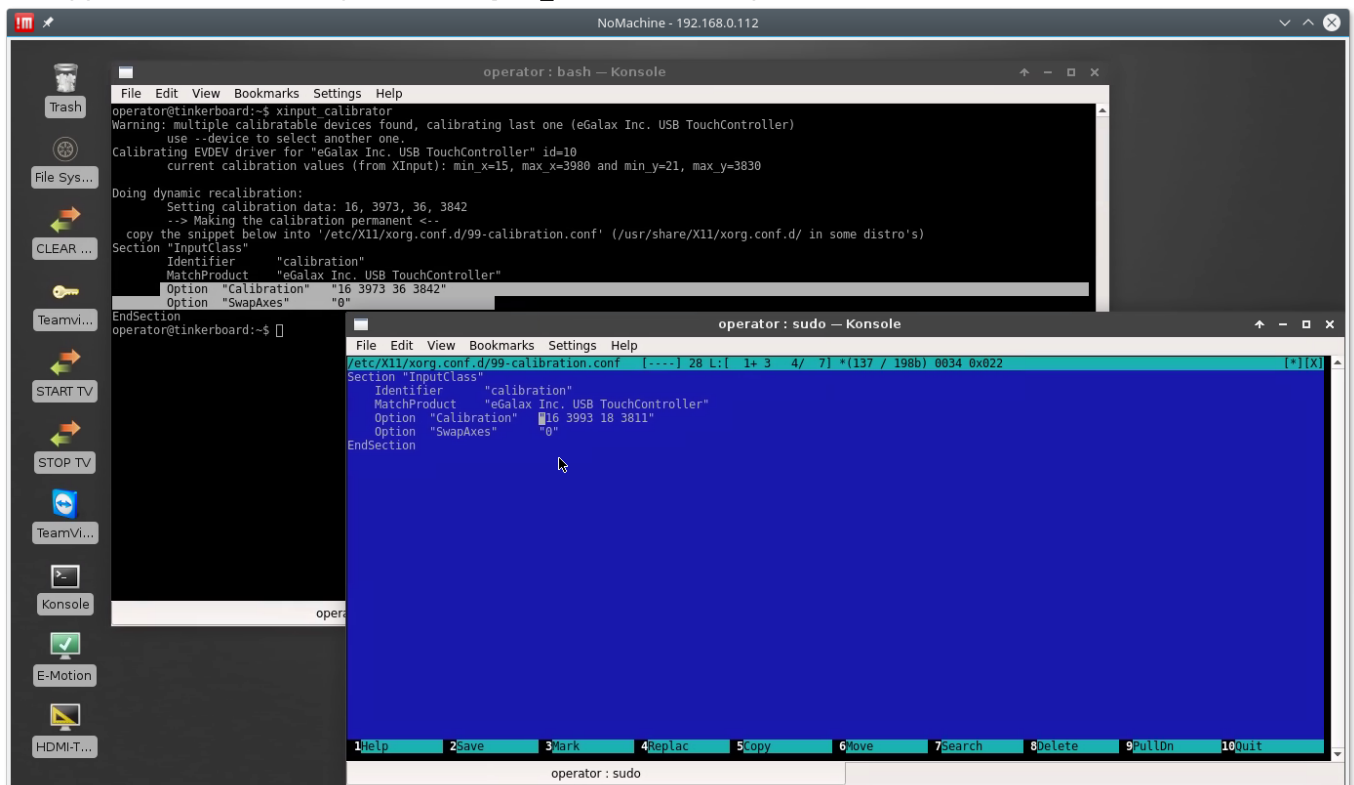 NoMachine - 192.168.0.112
Trash
File Sys...
CLEAR ...
Teamvi...
START TV
STOP TV
TeamVi...
Konsole
E-Motion
HDMI-T...
operator : bash — Konsole
File Edit View Bookmarks Settings Help
operator@tinkerboard:~$ xinput_calibrator
Warning: multiple calibratable devices found, calibrating last one (eGalax Inc. USB TouchController)
use --device to select another one.
Calibrating EVDEV driver for "eGalax Inc. USB TouchController" id=10
current calibration values (from XInput): min_x=15, max_x=3980 and min_y=21, max_y=3830
Doing dynamic recalibration:
Setting calibration data: 16, 3973, 36, 3842
--> Making the calibration permanent <--
copy the snippet below into '/etc/X11/xorg.conf.d/99-calibration.conf' (/usr/share/X11/xorg.conf.d/ in some distro's)
Section "InputClass"
Identifier "calibration"
MatchProduct "eGalax Inc. USB TouchController"
Option "Calibration" "16 3973 36 3842"
Option "SwapAxes" "0"
EndSection
operator@tinkerboard:~$
opera
operator : sudo — Konsole
File Edit View Bookmarks Settings Help
/etc/X11/xorg.conf.d/99-calibration.conf [----] 28 L:[ 1+ 3 4/ 7] *(137 / 198b) 0034 0x022 [*][X]
Section "InputClass"
Identifier "calibration"
MatchProduct "eGalax Inc. USB TouchController"
Option "Calibration" "16 3993 18 3811"
Option "SwapAxes" "0"
EndSection
1Help 2Save 3Mark 4Replac 5Copy 6Move 7Search 8Delete 9PullDn 10Quit
operator : sudo